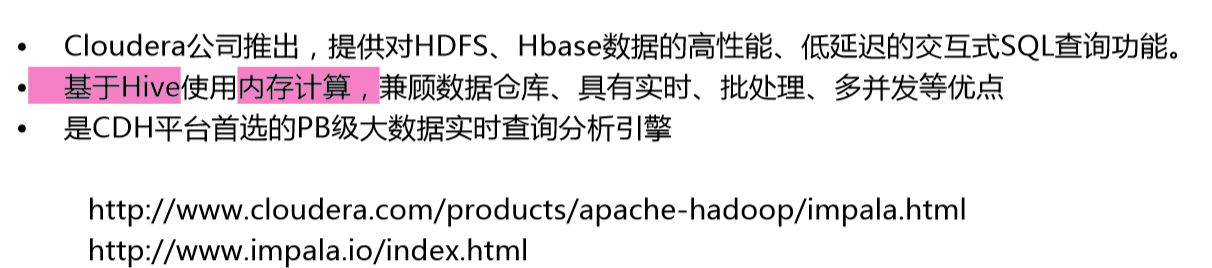 • Cloudera公司推出，提供对HDFS、Hbase数据的高性能、低延迟的交互式SQL查询功能。
• 基于Hive使用内存计算，兼顾数据仓库、具有实时、批处理、多并发等优点
• 是CDH平台首选的PB级大数据实时查询分析引擎
http://www.cloudera.com/products/apache-hadoop/impala.html
http://www.impala.io/index.html